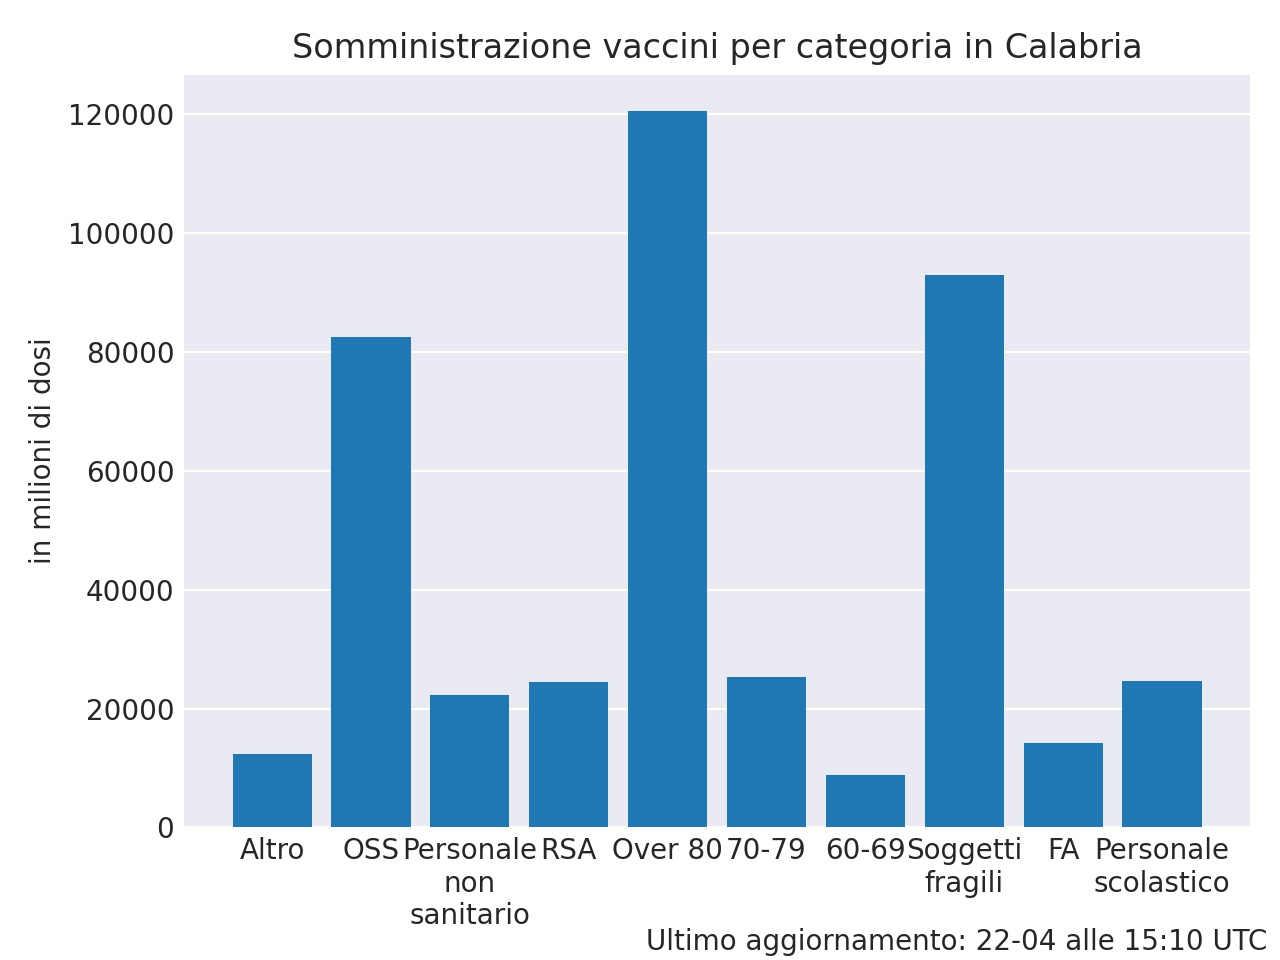 Somministrazione vaccini per categoria in Calabria
in milioni di dosi
120000
100000
80000
60000
40000
20000
0
Altro
OSS
Personale
non
sanitario
RSA
Over 80
70-79
60-69
Soggetti
fragili
FA
Personale
scolastico
Ultimo aggiornamento: 22-04 alle 15:10 UTC